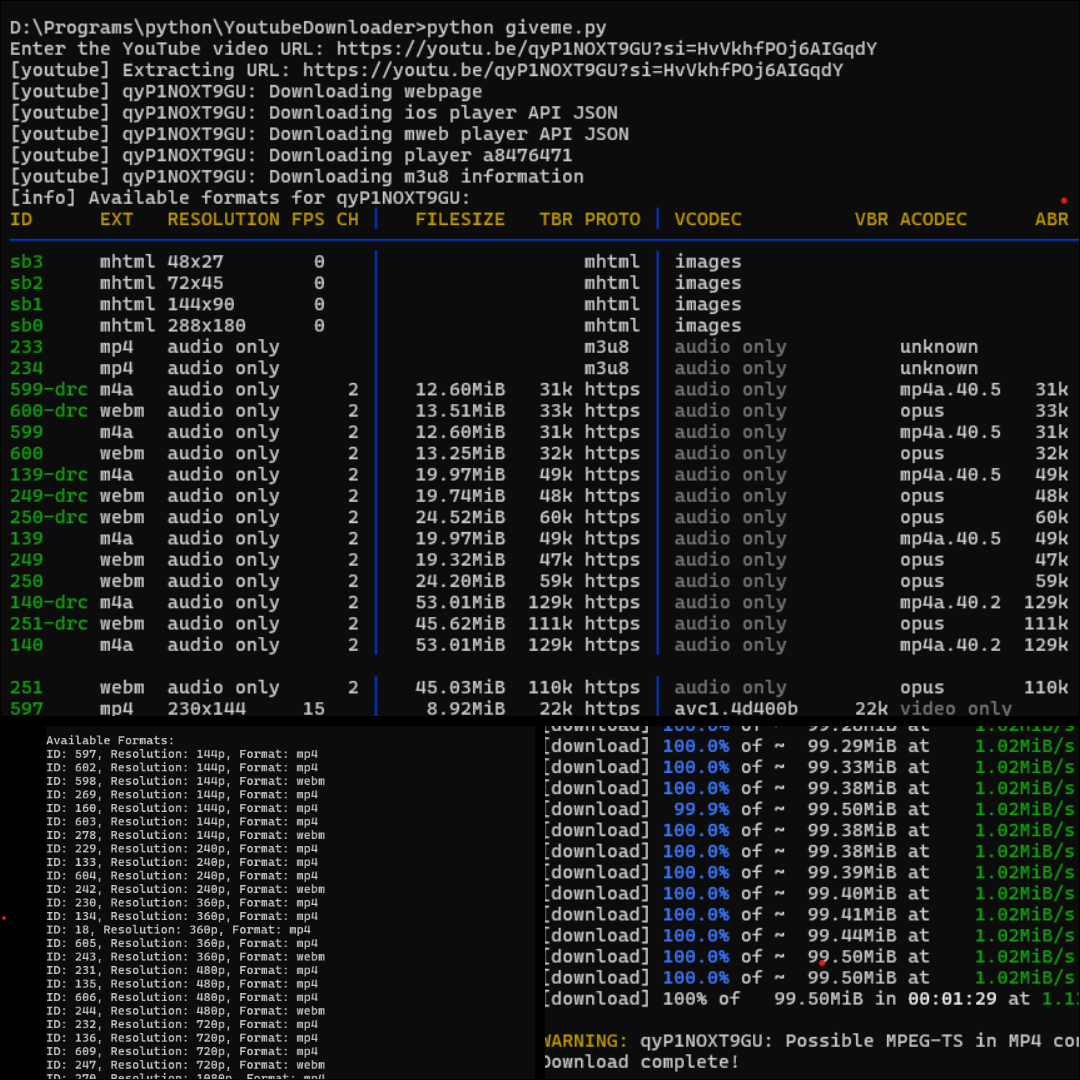 D:\Programs\python\YoutubeDownloader>python giveme.py
Enter the YouTube video URL: https://youtu.be/qyP1NOXT9GU?si=HvVkhfPOj6AIGqdY
[youtube] Extracting URL: https://youtu.be/qyP1NOXT9GU?si=HvVkhfPOj6AIGqdY
[youtube] qyP1NOXT9GU: Downloading webpage
[youtube] qyP1NOXT9GU: Downloading ios player API JSON
[youtube] qyP1NOXT9GU: Downloading mweb player API JSON
[youtube] qyP1NOXT9GU: Downloading player a8476471
[youtube] qyP1NOXT9GU: Downloading m3u8 information
[info] Available formats for qyP1NOXT9GU:
ID EXT RESOLUTION FPS CH | FILESIZE TBR PROTO | VCODEC VBR ACODEC ABR
sb3 mhtml 48x27 0 | mhtml | images
sb2 mhtml 72x45 0 | mhtml | images
sb1 mhtml 144x90 0 | mhtml | images
sb0 mhtml 288x180 0 | mhtml | images
233 mp4 audio only | m3u8 | audio only unknown
234 mp4 audio only | m3u8 | audio only unknown
599-drc m4a audio only 2 | 12.60MiB 31k https | audio only mp4a.40.5 31k
600-drc webm audio only 2 | 13.51MiB 33k https | audio only opus 33k
599 m4a audio only 2 | 12.60MiB 31k https | audio only mp4a.40.5 31k
600 webm audio only 2 | 13.25MiB 32k https | audio only opus 32k
139-drc m4a audio only 2 | 19.97MiB 49k https | audio only mp4a.40.5 49k
249-drc webm audio only 2 | 19.74MiB 48k https | audio only opus 48k
250-drc webm audio only 2 | 24.52MiB 60k https | audio only opus 60k
139 m4a audio only 2 | 19.97MiB 49k https | audio only mp4a.40.5 49k
249 webm audio only 2 | 19.32MiB 47k https | audio only opus 47k
250 webm audio only 2 | 24.20MiB 59k https | audio only opus 59k
140-drc m4a audio only 2 | 53.01MiB 129k https | audio only mp4a.40.2 129k
251-drc webm audio only 2 | 45.62MiB 111k https | audio only opus 111k
140 m4a audio only 2 | 53.01MiB 129k https | audio only mp4a.40.2 129k
251 webm audio only 2 | 45.03MiB 110k https | audio only opus 110k
597 mp4 230x144 15 | 8.92MiB 22k https | avc1.4d400b 22k video only
Available Formats:
ID: 597, Resolution: 144p, Format: mp4
ID: 602, Resolution: 144p, Format: mp4
ID: 598, Resolution: 144p, Format: webm
ID: 269, Resolution: 144p, Format: mp4
ID: 160, Resolution: 144p, Format: mp4
ID: 603, Resolution: 144p, Format: mp4
ID: 278, Resolution: 144p, Format: webm
ID: 229, Resolution: 240p, Format: mp4
ID: 133, Resolution: 240p, Format: mp4
ID: 604, Resolution: 240p, Format: mp4
ID: 242, Resolution: 240p, Format: webm
ID: 230, Resolution: 360p, Format: mp4
ID: 134, Resolution: 360p, Format: mp4
ID: 18, Resolution: 360p, Format: mp4
ID: 605, Resolution: 360p, Format: mp4
ID: 243, Resolution: 360p, Format: webm
ID: 231, Resolution: 480p, Format: mp4
ID: 135, Resolution: 480p, Format: mp4
ID: 606, Resolution: 480p, Format: mp4
ID: 244, Resolution: 480p, Format: webm
ID: 232, Resolution: 720p, Format: mp4
ID: 136, Resolution: 720p, Format: mp4
ID: 609, Resolution: 720p, Format: mp4
ID: 247, Resolution: 720p, Format: webm
ID: 270, Resolution: 1080p, Format: mp4
[download] 100.0% of ~ 99.28MiB at 1.02MiB/s
[download] 100.0% of ~ 99.29MiB at 1.02MiB/s
[download] 100.0% of ~ 99.33MiB at 1.02MiB/s
[download] 100.0% of ~ 99.38MiB at 1.02MiB/s
[download] 99.9% of ~ 99.50MiB at 1.02MiB/s
[download] 100.0% of ~ 99.38MiB at 1.02MiB/s
[download] 100.0% of ~ 99.38MiB at 1.02MiB/s
[download] 100.0% of ~ 99.39MiB at 1.02MiB/s
[download] 100.0% of ~ 99.40MiB at 1.02MiB/s
[download] 100.0% of ~ 99.41MiB at 1.02MiB/s
[download] 100.0% of ~ 99.44MiB at 1.02MiB/s
[download] 100.0% of ~ 99.50MiB at 1.02MiB/s
[download] 100.0% of ~ 99.50MiB at 1.02MiB/s
[download] 100% of 99.50MiB in 00:01:29 at 1.11
WARNING: qyP1NOXT9GU: Possible MPEG-TS in MP4 con
Download complete!